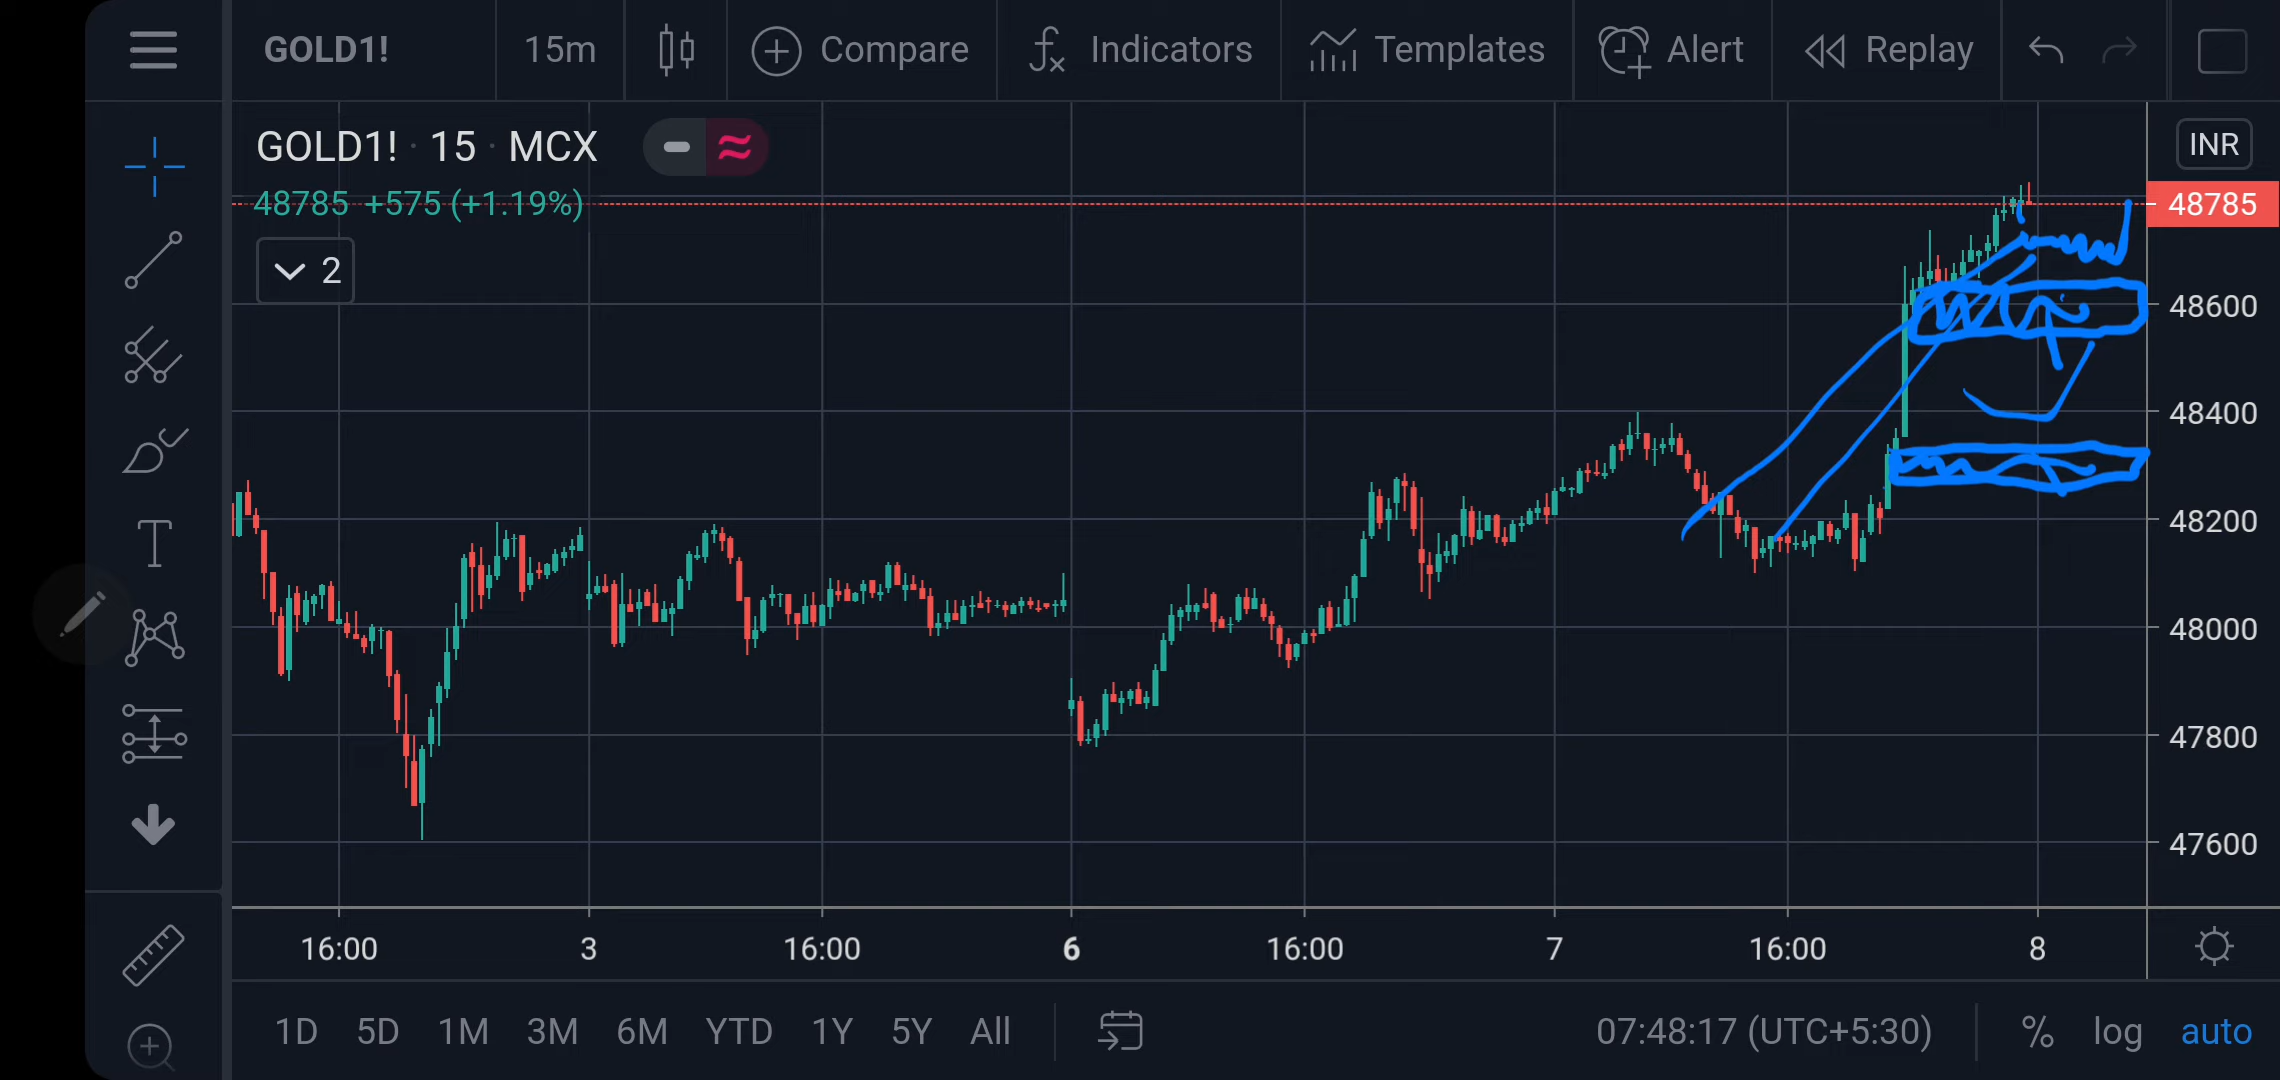 GOLD1! 15m Compare Indicators Templates Alert Replay
GOLD1! · 15 · MCX
INR
48785 +575 (+1.19%)
48785
2
48600
48400
48200
48000
47800
47600
16:00 3 16:00 6 16:00 7 16:00 8
1D 5D 1M 3M 6M YTD 1Y 5Y All 07:48:17 (UTC+5:30) % log auto